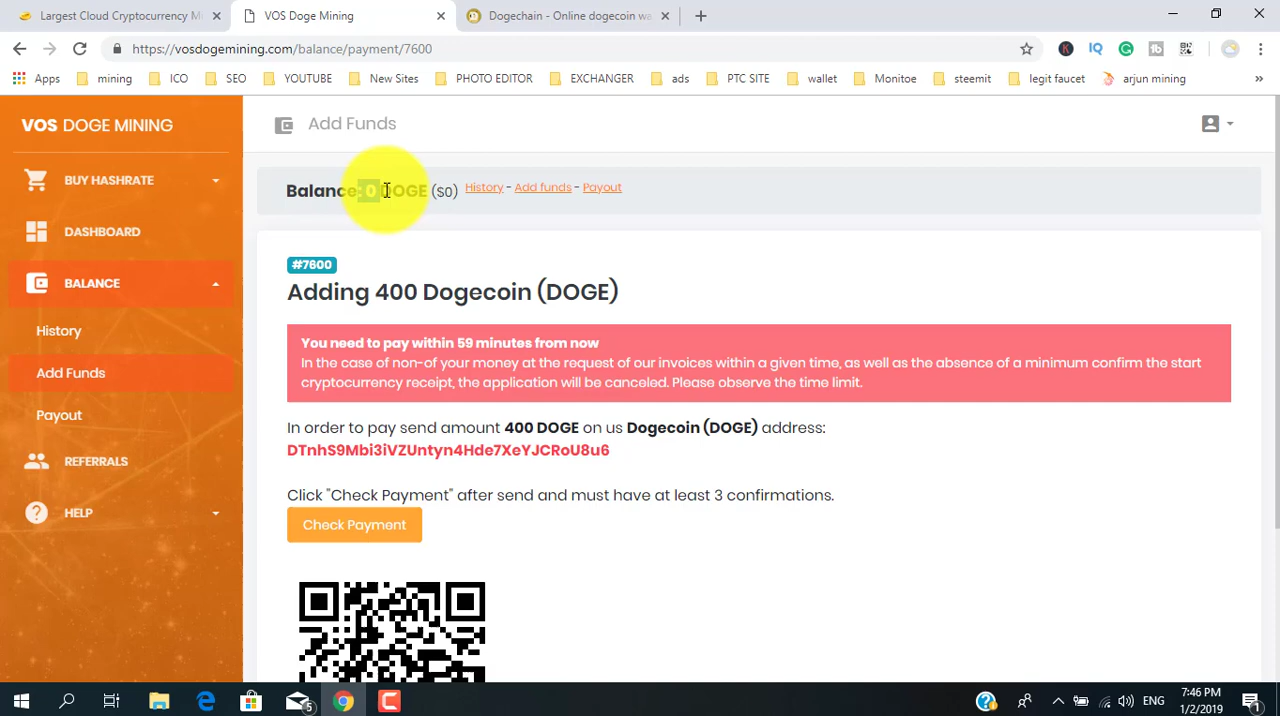 Largest Cloud Cryptocurrency Mi
VOS Doge Mining
Dogechain - Online dogecoin wa
https://vosdogemining.com/balance/payment/7600
Apps
mining
ICO
SEO
YOUTUBE
New Sites
PHOTO EDITOR
EXCHANGER
ads
PTC SITE
wallet
Monitoe
steemit
legit faucet
arjun mining
»
VOS DOGE MINING
BUY HASHRATE
DASHBOARD
BALANCE
History
Add Funds
Payout
REFERRALS
HELP
Add Funds
Balance: 0 DOGE ($0) History - Add funds - Payout
#7600
Adding 400 Dogecoin (DOGE)
You need to pay within 59 minutes from now
In the case of non-of your money at the request of our invoices within a given time, as well as the absence of a minimum confirm the start
cryptocurrency receipt, the application will be canceled. Please observe the time limit.
In order to pay send amount 400 DOGE on us Dogecoin (DOGE) address:
DTnhS9Mbi3iVZUntyn4Hde7XeYJCRoU8u6
Click "Check Payment" after send and must have at least 3 confirmations.
Check Payment
5
ENG
7:46 PM
1/2/2019
1